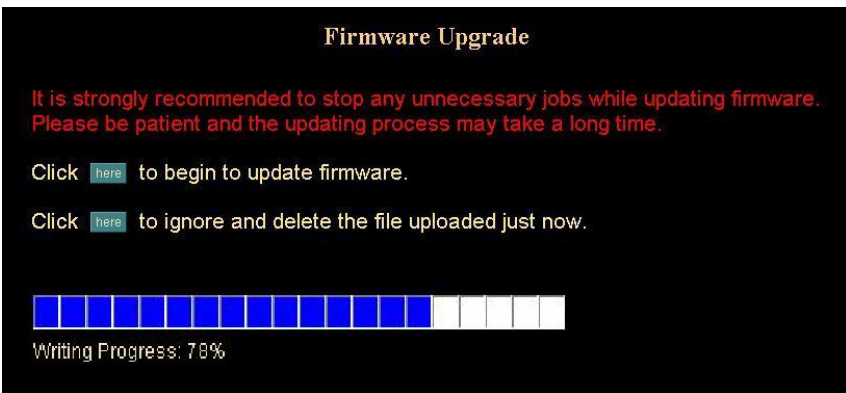 Firmware Upgrade
It is strongly recommended to stop any unnecessary jobs while updating firmware.
Please be patient and the updating process may take a long time.
Click here to begin to update firmware.
Click here to ignore and delete the file uploaded just now.
Writing Progress: 78%